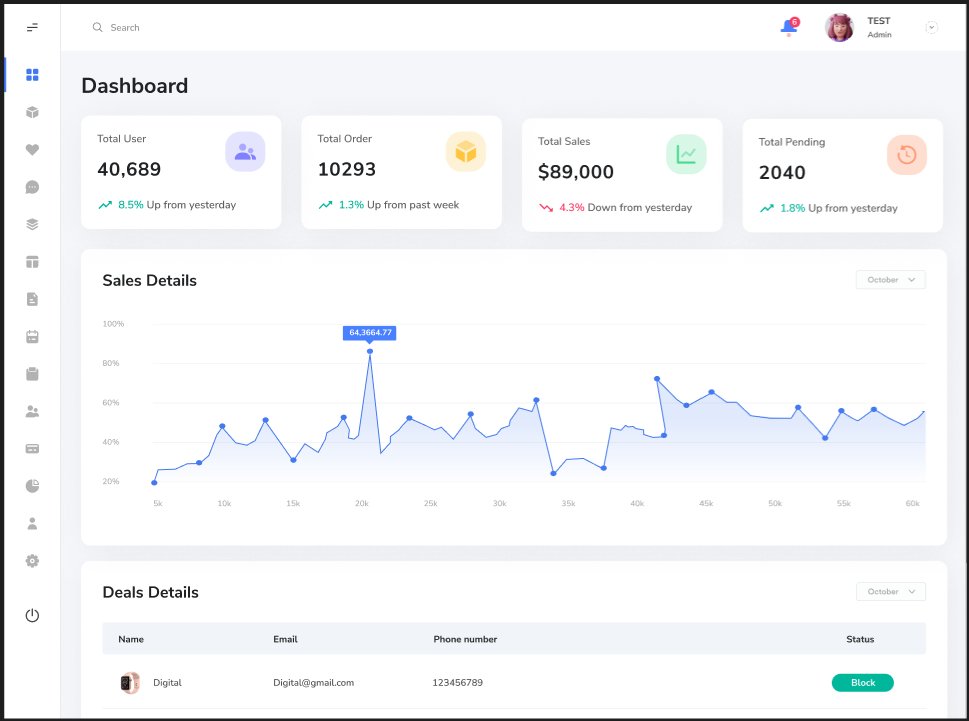 Search
6
TEST
Admin
Dashboard
Total User
40,689
8.5% Up from yesterday
Total Order
10293
1.3% Up from past week
Total Sales
$89,000
4.3% Down from yesterday
Total Pending
2040
1.8% Up from yesterday
Sales Details
October
100%
80%
60%
40%
20%
64,3664.77
5k 10k 15k 20k 25k 30k 35k 40k 45k 50k 55k 60k
Deals Details
October
Name Email Phone number Status
Digital Digital@gmail.com 123456789 Block